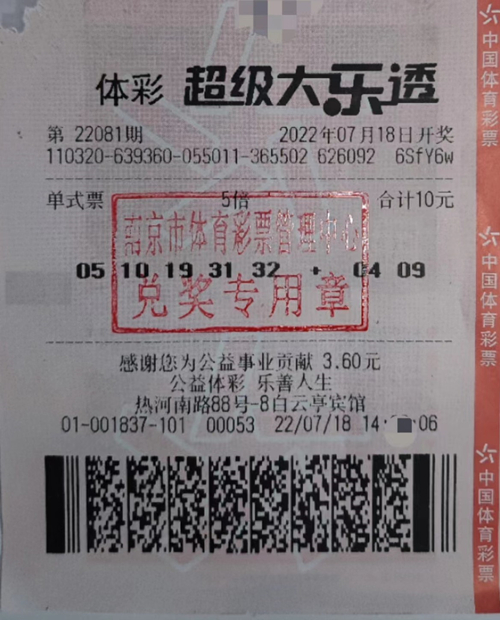 体彩 超级大乐透
第 22081期 2022年07月18日开奖
110320-639360-055011-365502 626092 6SfY6w
单式票 5倍 合计10元
南京市体育彩票管理中心
05 10 19 31 32 + 04 09
兑奖专用章
感谢您为公益事业贡献 3.60元
公益体彩 乐善人生
热河南路88号-8白云亭宾馆
01-001837-101 00053 22/07/18 14: :06
中国体育彩票
中国体育彩票
中国体育彩票